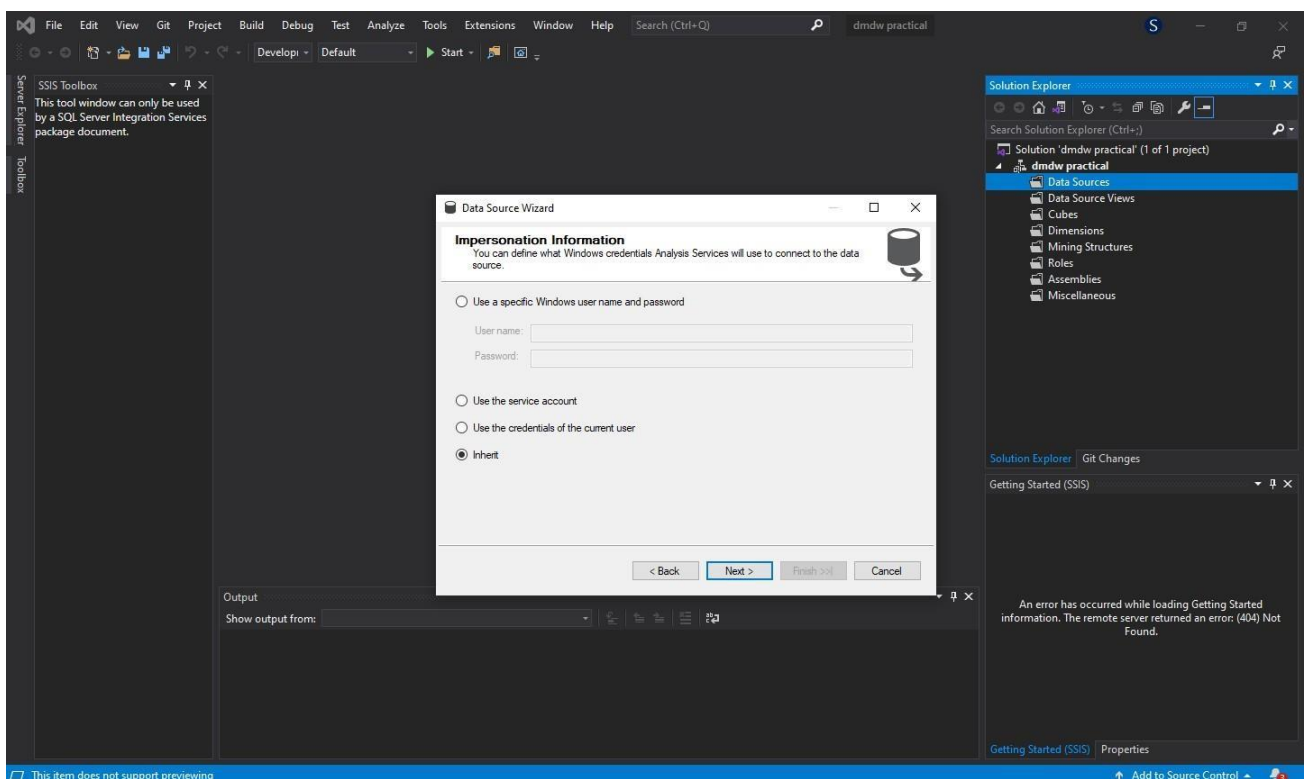 File Edit View Git Project Build Debug Test Analyze Tools Extensions Window Help Search (Ctrl+Q) dmdw practical S
Developi Default Start
Server Explorer
Toolbox
SSIS Toolbox
This tool window can only be used
by a SQL Server Integration Services
package document.
Data Source Wizard
Impersonation Information
You can define what Windows credentials Analysis Services will use to connect to the data
source.
Use a specific Windows user name and password
User name:
Password:
Use the service account
Use the credentials of the current user
Inherit
< Back Next > Finish >>| Cancel
Output
Show output from:
Solution Explorer
Search Solution Explorer (Ctrl+;)
Solution 'dmdw practical' (1 of 1 project)
dmdw practical
Data Sources
Data Source Views
Cubes
Dimensions
Mining Structures
Roles
Assemblies
Miscellaneous
Solution Explorer Git Changes
Getting Started (SSIS)
An error has occurred while loading Getting Started
information. The remote server returned an error: (404) Not
Found.
Getting Started (SSIS) Properties
This item does not support previewing Add to Source Control